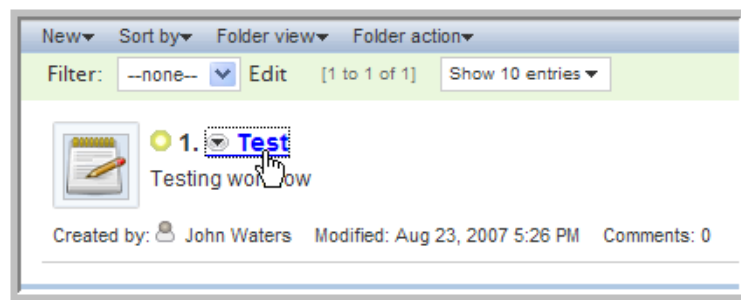 New Sort by Folder view Folder action
Filter: --none-- Edit [1 to 1 of 1] Show 10 entries
1. Test
Testing workflow
Created by: John Waters Modified: Aug 23, 2007 5:26 PM Comments: 0